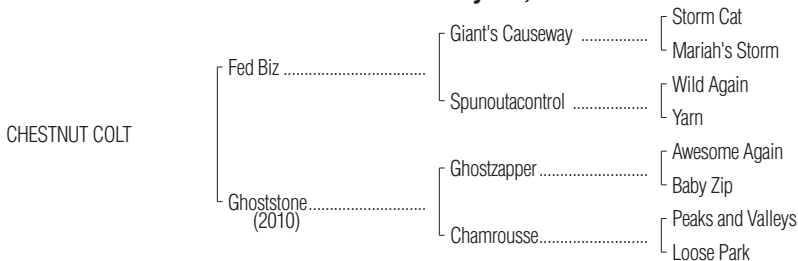 Storm Cat
Giant's Causeway ................
Mariah's Storm
Fed Biz ..................................
Wild Again
Spunoutacontrol ..................
Yarn
CHESTNUT COLT
Awesome Again
Ghostzapper..........................
Baby Zip
Ghoststone............................
(2010)
Peaks and Valleys
Chamrousse..........................
Loose Park